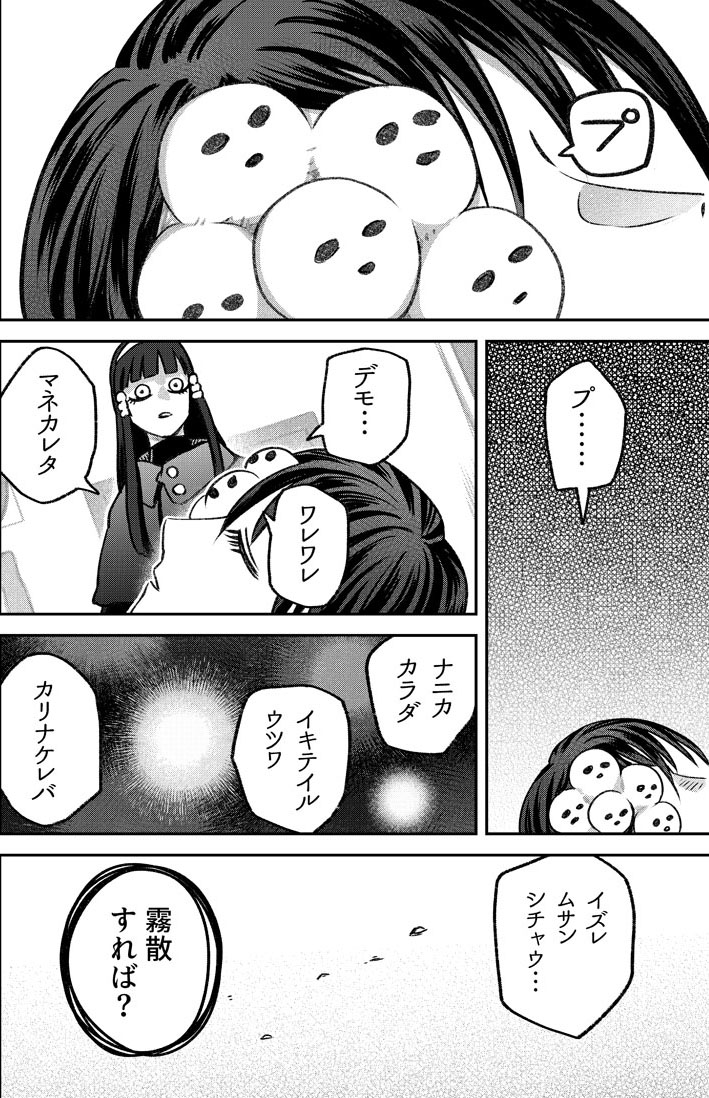 プ
プ……
デモ…
ワレワレ
マネカレタ
ナニカ
カラダ
イキテイル
ウツワ
カリナケレバ
イズレ
ムサン
シチャウ…
霧散
すれば？